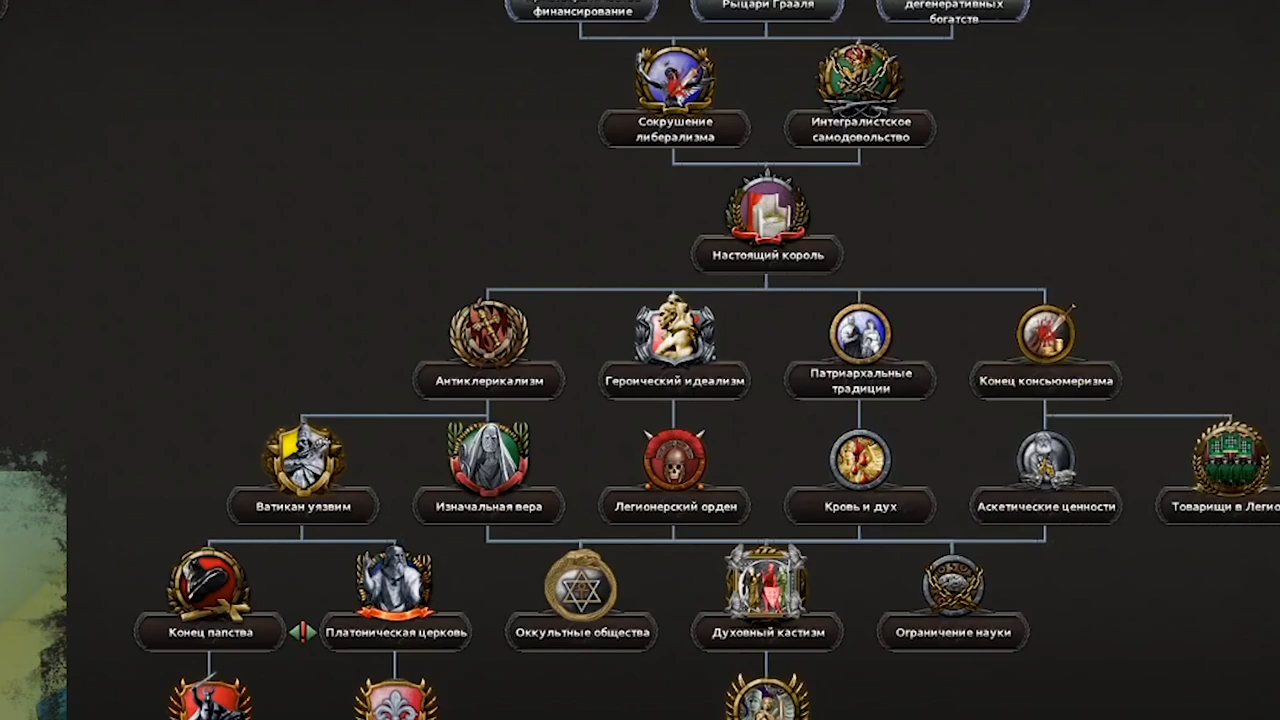 финансирование
Рыцари Грааля
дегенеративных
богатств
Сокрушение
либерализма
Интегралистское
самодовольство
Настоящий король
Антиклерикализм
Героический идеализм
Патриархальные
традиции
Конец консьюмеризма
Ватикан уязвим
Изначальная вера
Легионерский орден
Кровь и дух
Аскетические ценности
Товарищи в Легио
Конец папства
Платоническая церковь
Оккультные общества
Духовный кастизм
Ограничение науки